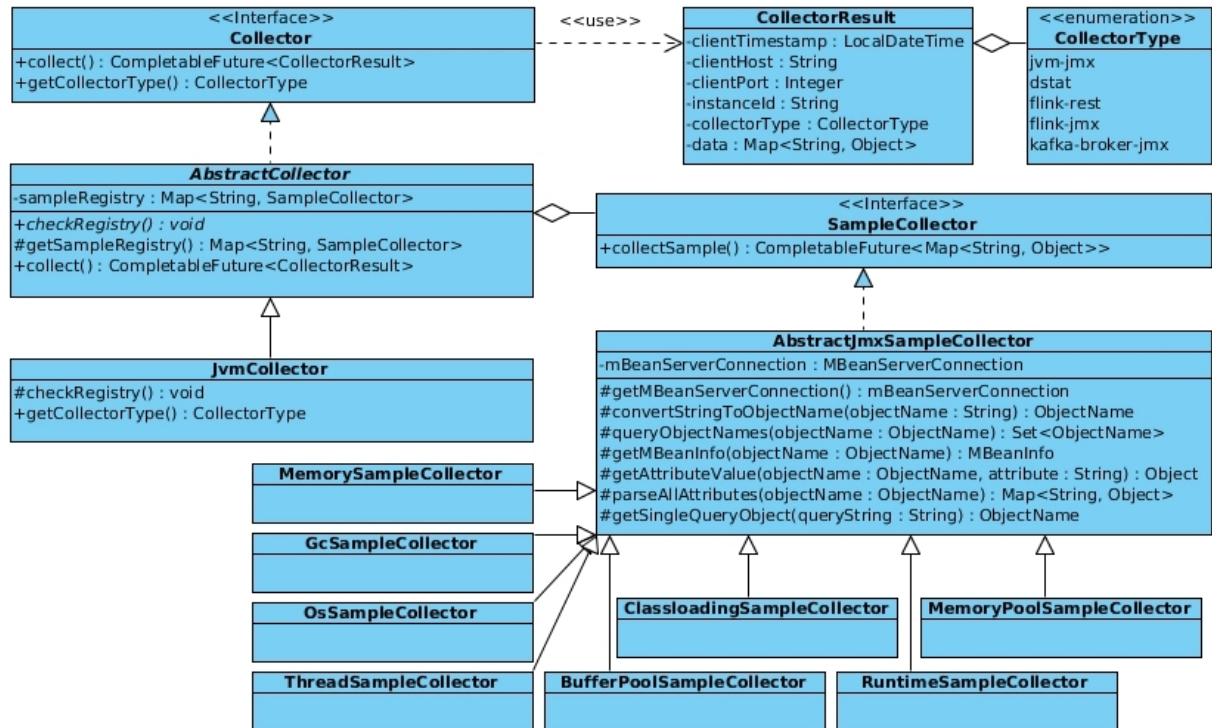 <<Interface>>
Collector
+collect() : CompletableFuture<CollectorResult>
+getCollectorType() : CollectorType
<<use>>
CollectorResult
-clientTimestamp : LocalDateTime
-clientHost : String
-clientPort : Integer
-instanceId : String
-collectorType : CollectorType
-data : Map<String, Object>
<<enumeration>>
CollectorType
jvm-jmx
dstat
flink-rest
flink-jmx
kafka-broker-jmx
AbstractCollector
-sampleRegistry : Map<String, SampleCollector>
+checkRegistry() : void
#getSampleRegistry() : Map<String, SampleCollector>
+collect() : CompletableFuture<CollectorResult>
<<Interface>>
SampleCollector
+collectSample() : CompletableFuture<Map<String, Object>>
JvmCollector
#checkRegistry() : void
+getCollectorType() : CollectorType
AbstractJmxSampleCollector
-mBeanServerConnection : MBeanServerConnection
#getMBeanServerConnection() : mBeanServerConnection
#convertStringToObjectName(objectName : String) : ObjectName
#queryObjectNames(objectName : ObjectName) : Set<ObjectName>
#getMBeanInfo(objectName : ObjectName) : MBeanInfo
#getAttributeValue(objectName : ObjectName, attribute : String) : Object
#parseAllAttributes(objectName : ObjectName) : Map<String, Object>
#getSingleQueryObject(queryString : String) : ObjectName
MemorySampleCollector
GcSampleCollector
OsSampleCollector
ClassloadingSampleCollector
MemoryPoolSampleCollector
ThreadSampleCollector
BufferPoolSampleCollector
RuntimeSampleCollector